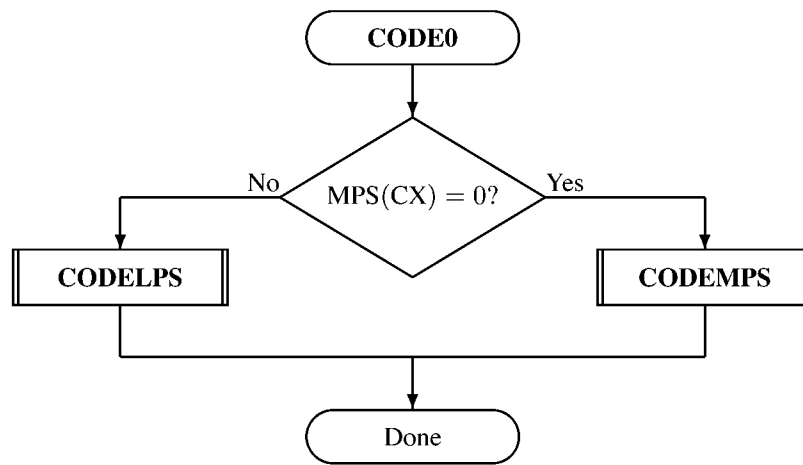 CODE0
MPS(CX) = 0?
No
Yes
CODELPS
CODEMPS
Done